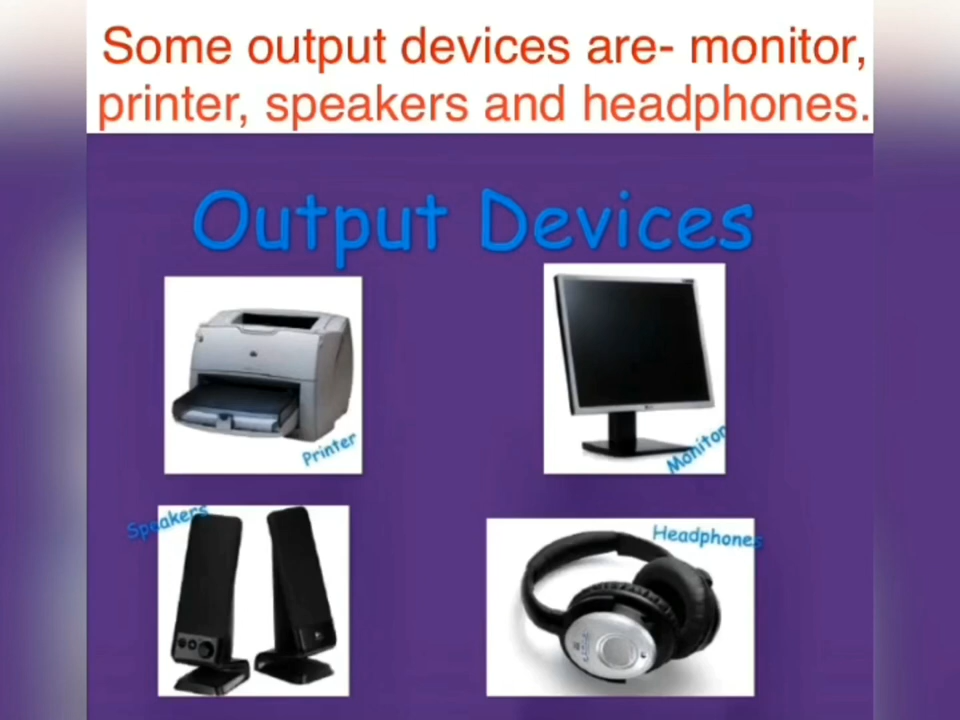 Some output devices are- monitor,
printer, speakers and headphones.
Output Devices
Printer
Monitor
Speakers
Headphones